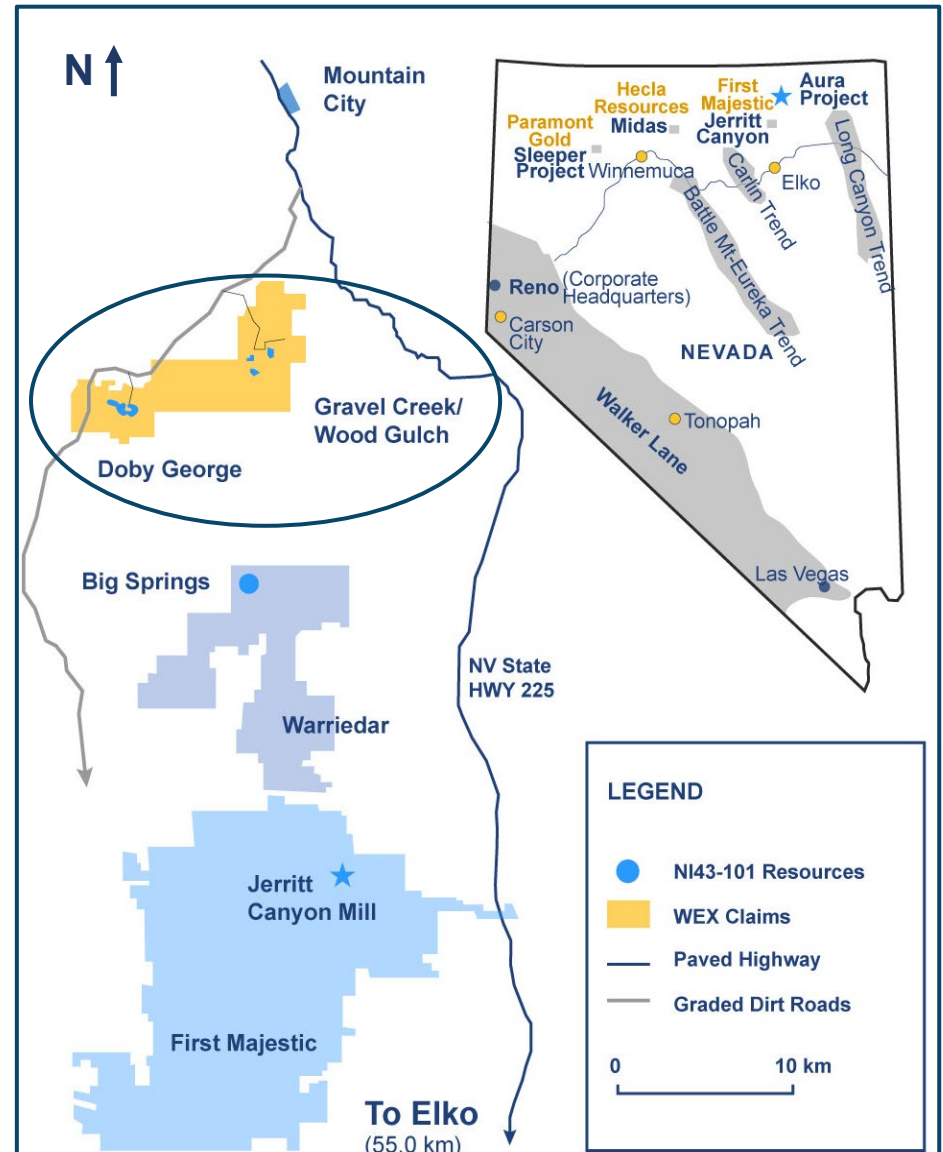 N
Mountain
City
Gravel Creek/
Wood Gulch
Doby George
Big Springs
Warriedar
NV State
HWY 225
Jerritt
Canyon Mill
First Majestic
To Elko
(55.0 km)
Paramont
Gold
Sleeper
Project
Hecla
Resources
Midas
First
Majestic
Jerritt
Canyon
Aura
Project
Winnemuca
Elko
Carlin Trend
Long Canyon Trend
Battle Mt-Eureka Trend
Reno
(Corporate
Headquarters)
Carson
City
NEVADA
Walker Lane
Tonopah
Las Vegas
LEGEND
NI43-101 Resources
WEX Claims
Paved Highway
Graded Dirt Roads
0 10 km